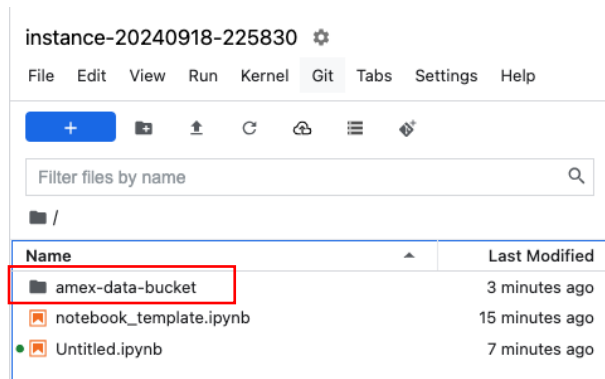 instance-20240918-225830
File Edit View Run Kernel Git Tabs Settings Help
Filter files by name
/
Name Last Modified
amex-data-bucket 3 minutes ago
notebook_template.ipynb 15 minutes ago
Untitled.ipynb 7 minutes ago